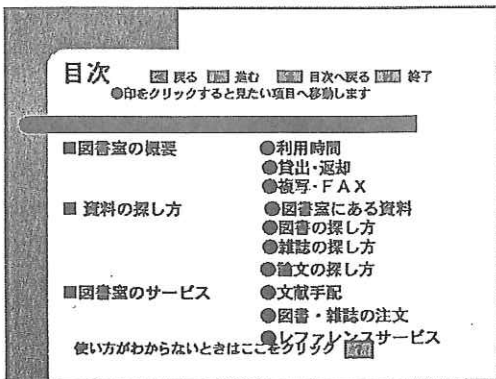 目次 戻る 進む 目次へ戻る 終了
●印をクリックすると見たい項目へ移動します
■図書室の概要 ●利用時間
●貸出・返却
●複写・FAX
■ 資料の探し方 ●図書室にある資料
●図書の探し方
●雑誌の探し方
●論文の探し方
■図書室のサービス ●文献手配
●図書・雑誌の注文
●レファレンスサービス
使い方がわからないときはここをクリック